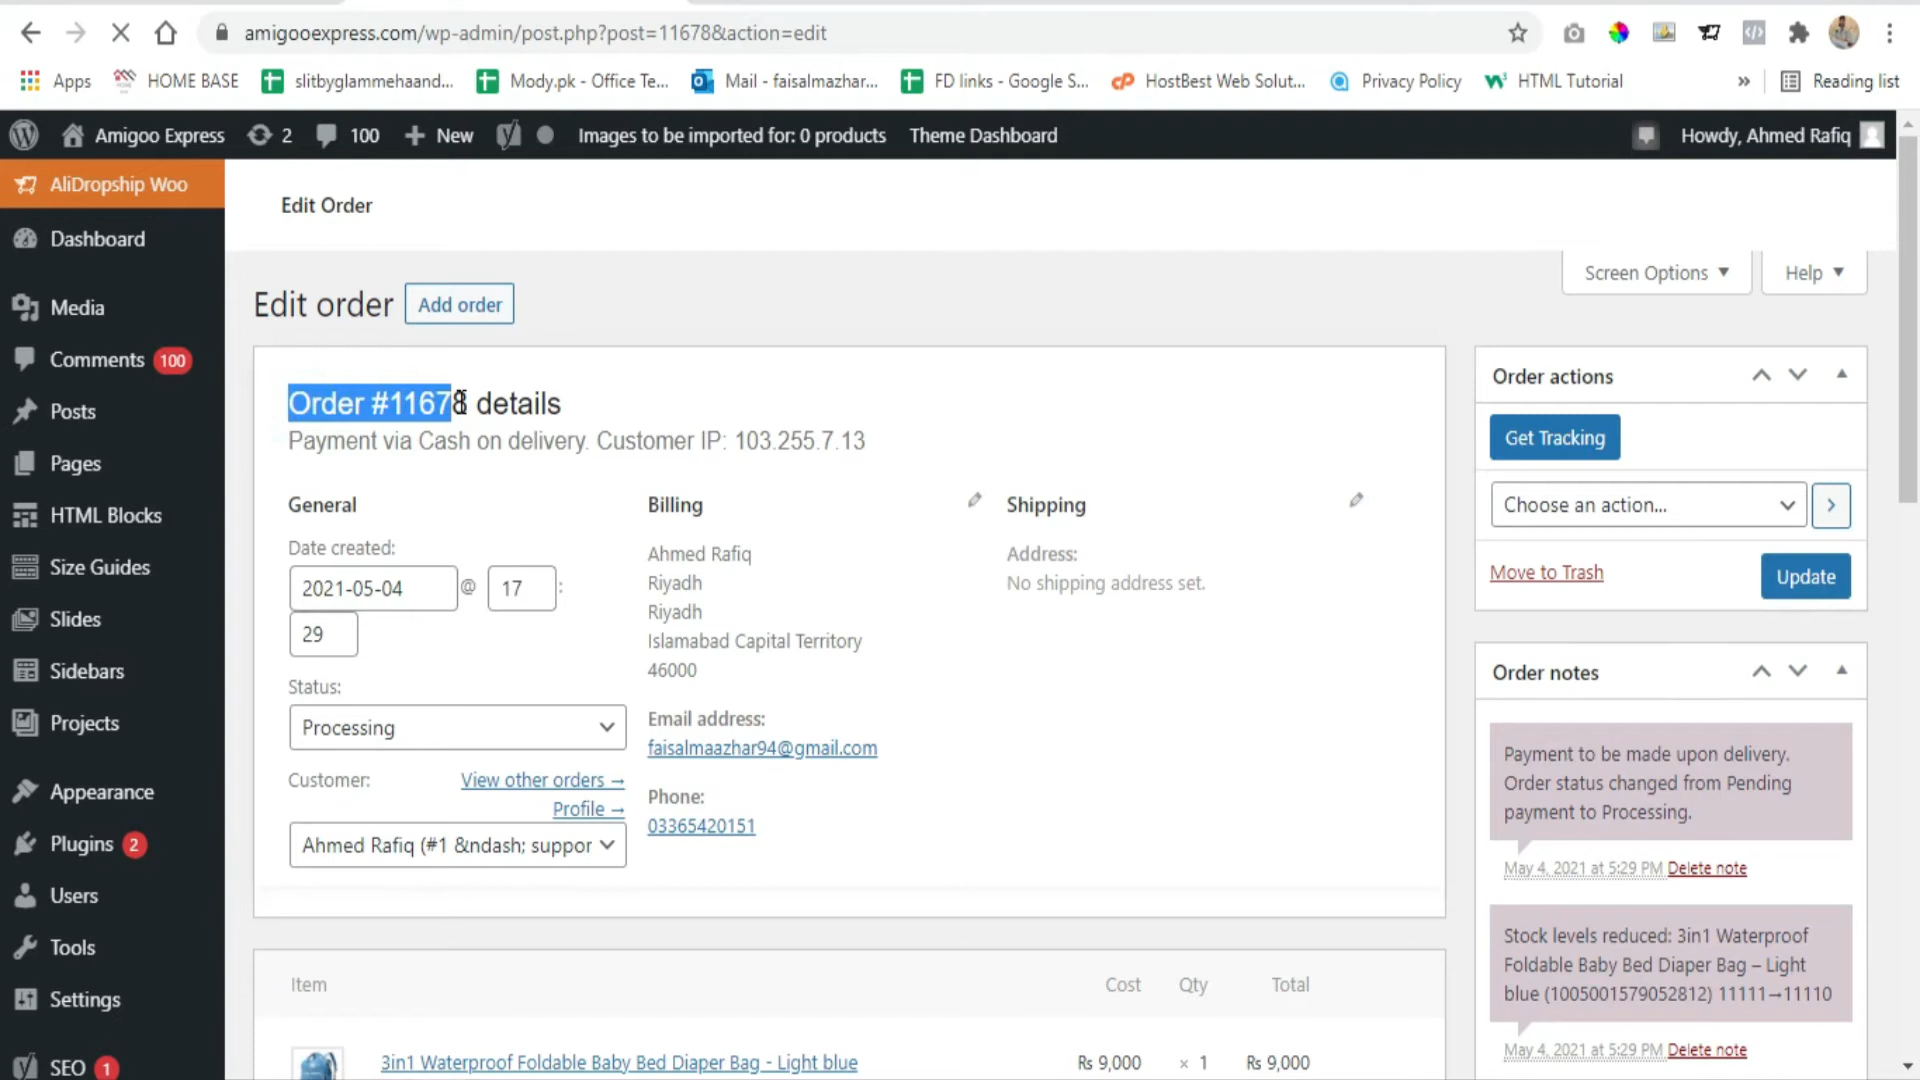 amigooexpress.com/wp-admin/post.php?post=11678&action=edit
Apps HOME BASE slitbyglammehaand... Mody.pk - Office Te... Mail - faisalmazhar... FD links - Google S... HostBest Web Solut... Privacy Policy HTML Tutorial » Reading list
Amigoo Express 2 100 + New Images to be imported for: 0 products Theme Dashboard Howdy, Ahmed Rafiq
AliDropship Woo
Dashboard
Media
Comments 100
Posts
Pages
HTML Blocks
Size Guides
Slides
Sidebars
Projects
Appearance
Plugins 2
Users
Tools
Settings
SEO 1
Edit Order
Screen Options ▼ Help ▼
Edit order Add order
Order #11678 details
Payment via Cash on delivery. Customer IP: 103.255.7.13
General
Date created:
2021-05-04 @ 17 :
29
Status:
Processing
Customer: View other orders →
Profile →
Ahmed Rafiq (#1 &ndash; suppor
Billing
Ahmed Rafiq
Riyadh
Riyadh
Islamabad Capital Territory
46000
Email address:
faisalmaazhar94@gmail.com
Phone:
03365420151
Shipping
Address:
No shipping address set.
Item Cost Qty Total
3in1 Waterproof Foldable Baby Bed Diaper Bag - Light blue Rs 9,000 × 1 Rs 9,000
Order actions
Get Tracking
Choose an action...
Move to Trash Update
Order notes
Payment to be made upon delivery.
Order status changed from Pending
payment to Processing.
May 4, 2021 at 5:29 PM Delete note
Stock levels reduced: 3in1 Waterproof
Foldable Baby Bed Diaper Bag – Light
blue (1005001579052812) 11111→11110
May 4, 2021 at 5:29 PM Delete note